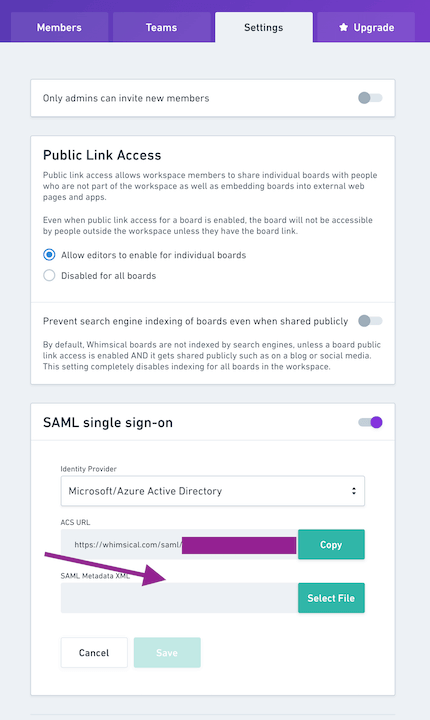 Members
Teams
Settings
Upgrade
Only admins can invite new members
Public Link Access
Public link access allows workspace members to share individual boards with people
who are not part of the workspace as well as embedding boards into external web
pages and apps.
Even when public link access for a board is enabled, the board will not be accessible
by people outside the workspace unless they have the board link.
Allow editors to enable for individual boards
Disabled for all boards
Prevent search engine indexing of boards even when shared publicly
By default, Whimsical boards are not indexed by search engines, unless a board public
link access is enabled AND it gets shared publicly such as on a blog or social media.
This setting completely disables indexing for all boards in the workspace.
SAML single sign-on
Identity Provider
Microsoft/Azure Active Directory
ACS URL
https://whimsical.com/saml/
Copy
SAML Metadata XML
Select File
Cancel
Save